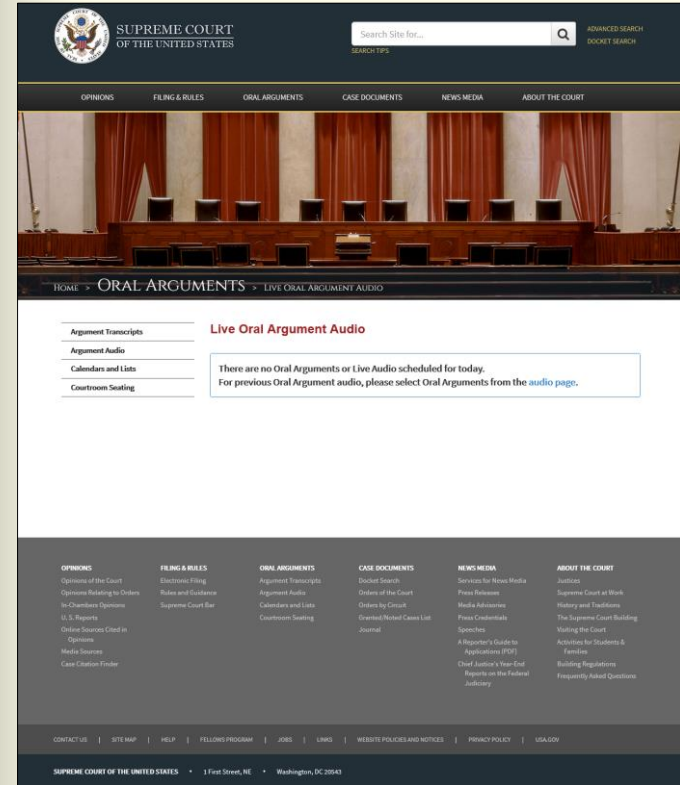 SUPREME COURT
OF THE UNITED STATES
Search Site for...
SEARCH TIPS
ADVANCED SEARCH
DOCKET SEARCH
OPINIONS FILING & RULES ORAL ARGUMENTS CASE DOCUMENTS NEWS MEDIA ABOUT THE COURT
HOME > ORAL ARGUMENTS > LIVE ORAL ARGUMENT AUDIO
Argument Transcripts
Argument Audio
Calendars and Lists
Courtroom Seating
Live Oral Argument Audio
There are no Oral Arguments or Live Audio scheduled for today.
For previous Oral Argument audio, please select Oral Arguments from the audio page.
OPINIONS
Opinions of the Court
Opinions Relating to Orders
In-Chambers Opinions
U. S. Reports
Online Sources Cited in
Opinions
Media Sources
Case Citation Finder
FILING & RULES
Electronic Filing
Rules and Guidance
Supreme Court Bar
ORAL ARGUMENTS
Argument Transcripts
Argument Audio
Calendars and Lists
Courtroom Seating
CASE DOCUMENTS
Docket Search
Orders of the Court
Orders by Circuit
Granted/Noted Cases List
Journal
NEWS MEDIA
Services for News Media
Press Releases
Media Advisories
Press Credentials
Speeches
A Reporter's Guide to
Applications (PDF)
Chief Justice's Year-End
Reports on the Federal
Judiciary
ABOUT THE COURT
Justices
Supreme Court at Work
History and Traditions
The Supreme Court Building
Visiting the Court
Activities for Students &
Families
Building Regulations
Frequently Asked Questions
CONTACT US | SITE MAP | HELP | FELLOWS PROGRAM | JOBS | LINKS | WEBSITE POLICIES AND NOTICES | PRIVACY POLICY | USA.GOV
SUPREME COURT OF THE UNITED STATES • 1 First Street, NE • Washington, DC 20543